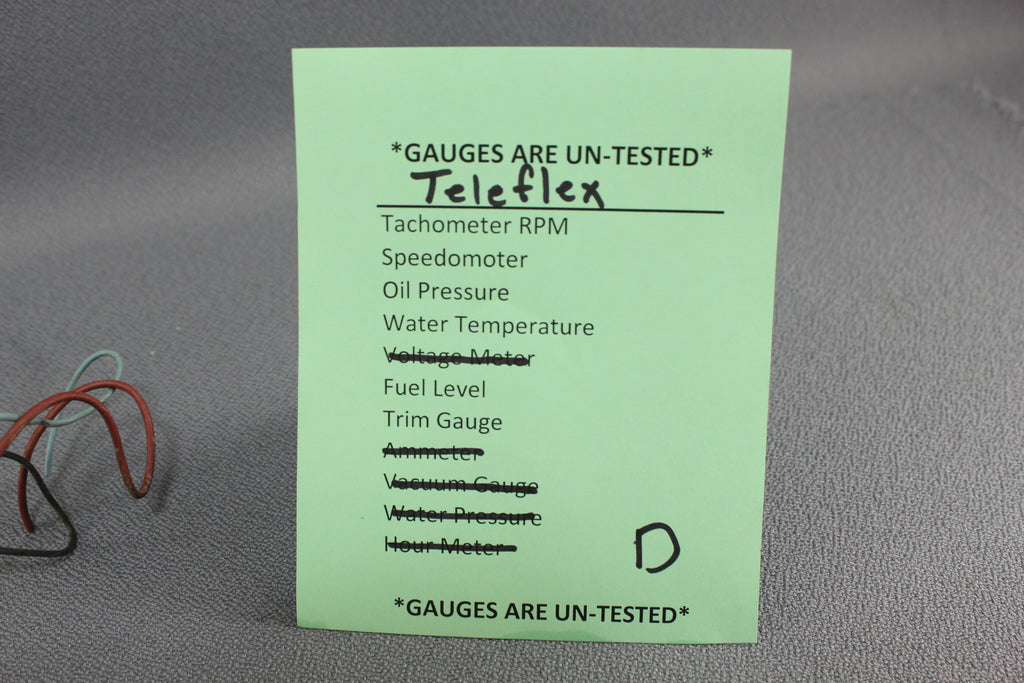 *GAUGES ARE UN-TESTED*
Teleflex
Tachometer RPM
Speedomoter
Oil Pressure
Water Temperature
Voltage Meter
Fuel Level
Trim Gauge
Ammeter
Vacuum Gauge
Water Pressure
Hour Meter
D
*GAUGES ARE UN-TESTED*